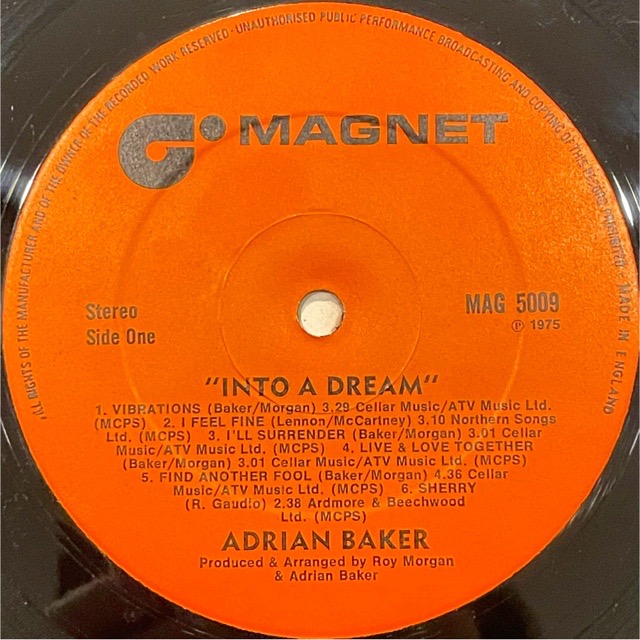 ALL RIGHTS OF THE MANUFACTURER AND OF THE OWNER OF THE RECORDED WORK RESERVED · UNAUTHORISED PUBLIC PERFORMANCE BROADCASTING AND COPYING OF THIS RECORD PROHIBITED · MADE IN ENGLAND
MAGNET
Stereo
Side One
MAG 5009
℗ 1975
"INTO A DREAM"
1. VIBRATIONS (Baker/Morgan) 3.29 Cellar Music/ATV Music Ltd.
(MCPS) 2. I FEEL FINE (Lennon/McCartney) 3.10 Northern Songs
Ltd. (MCPS) 3. I'LL SURRENDER (Baker/Morgan) 3.01 Cellar
Music/ATV Music Ltd. (MCPS) 4. LIVE & LOVE TOGETHER
(Baker/Morgan) 3.01 Cellar Music/ATV Music Ltd. (MCPS)
5. FIND ANOTHER FOOL (Baker/Morgan) 4.36 Cellar
Music/ATV Music Ltd. (MCPS) 6. SHERRY
(R. Gaudio) 2.38 Ardmore & Beechwood
Ltd. (MCPS)
ADRIAN BAKER
Produced & Arranged by Roy Morgan
& Adrian Baker